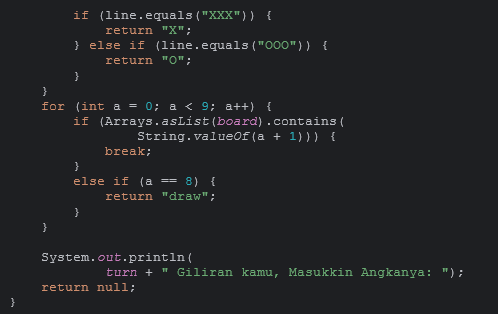 if (line.equals("XXX")) {
return "X";
} else if (line.equals("OOO")) {
return "O";
}
}
for (int a = 0; a < 9; a++) {
if (Arrays.asList(board).contains(
String.valueOf(a + 1))) {
break;
}
else if (a == 8) {
return "draw";
}
}
System.out.println(
turn + " Giliran kamu, Masukkin Angkanya: ");
return null;
}